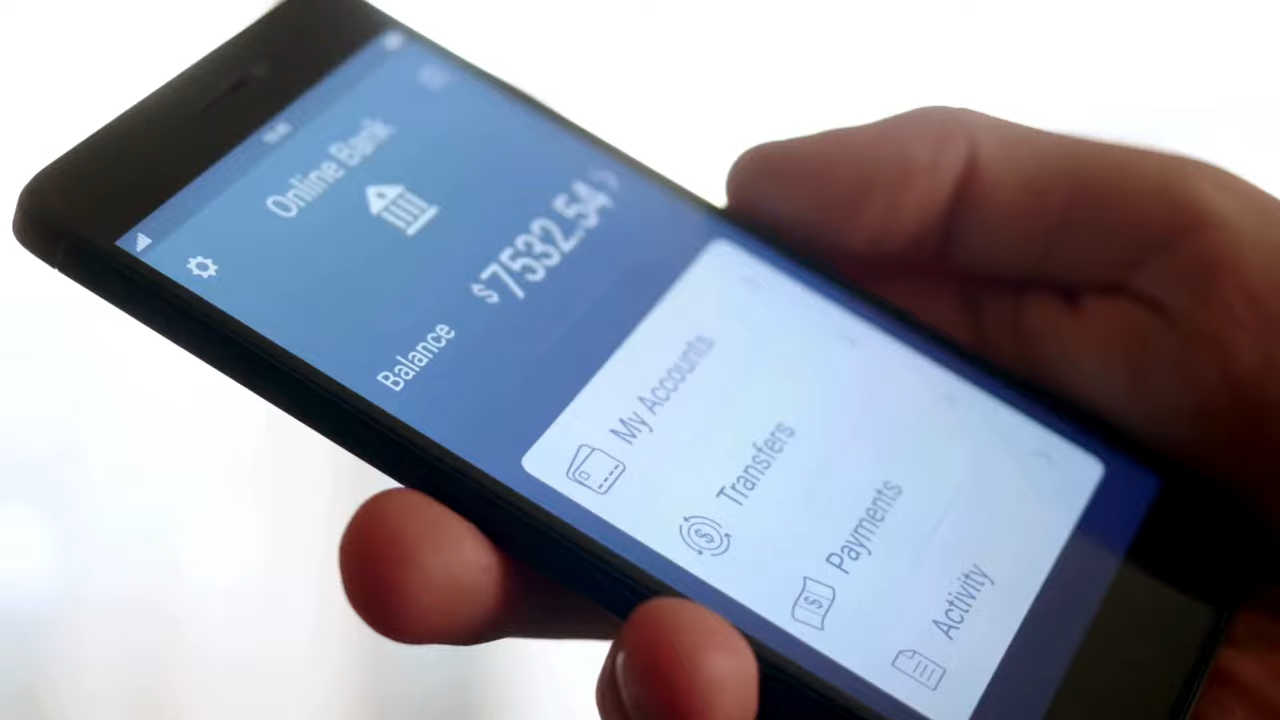 Online Bank
Balance
$7532.54
My Accounts
Transfers
Payments
Activity